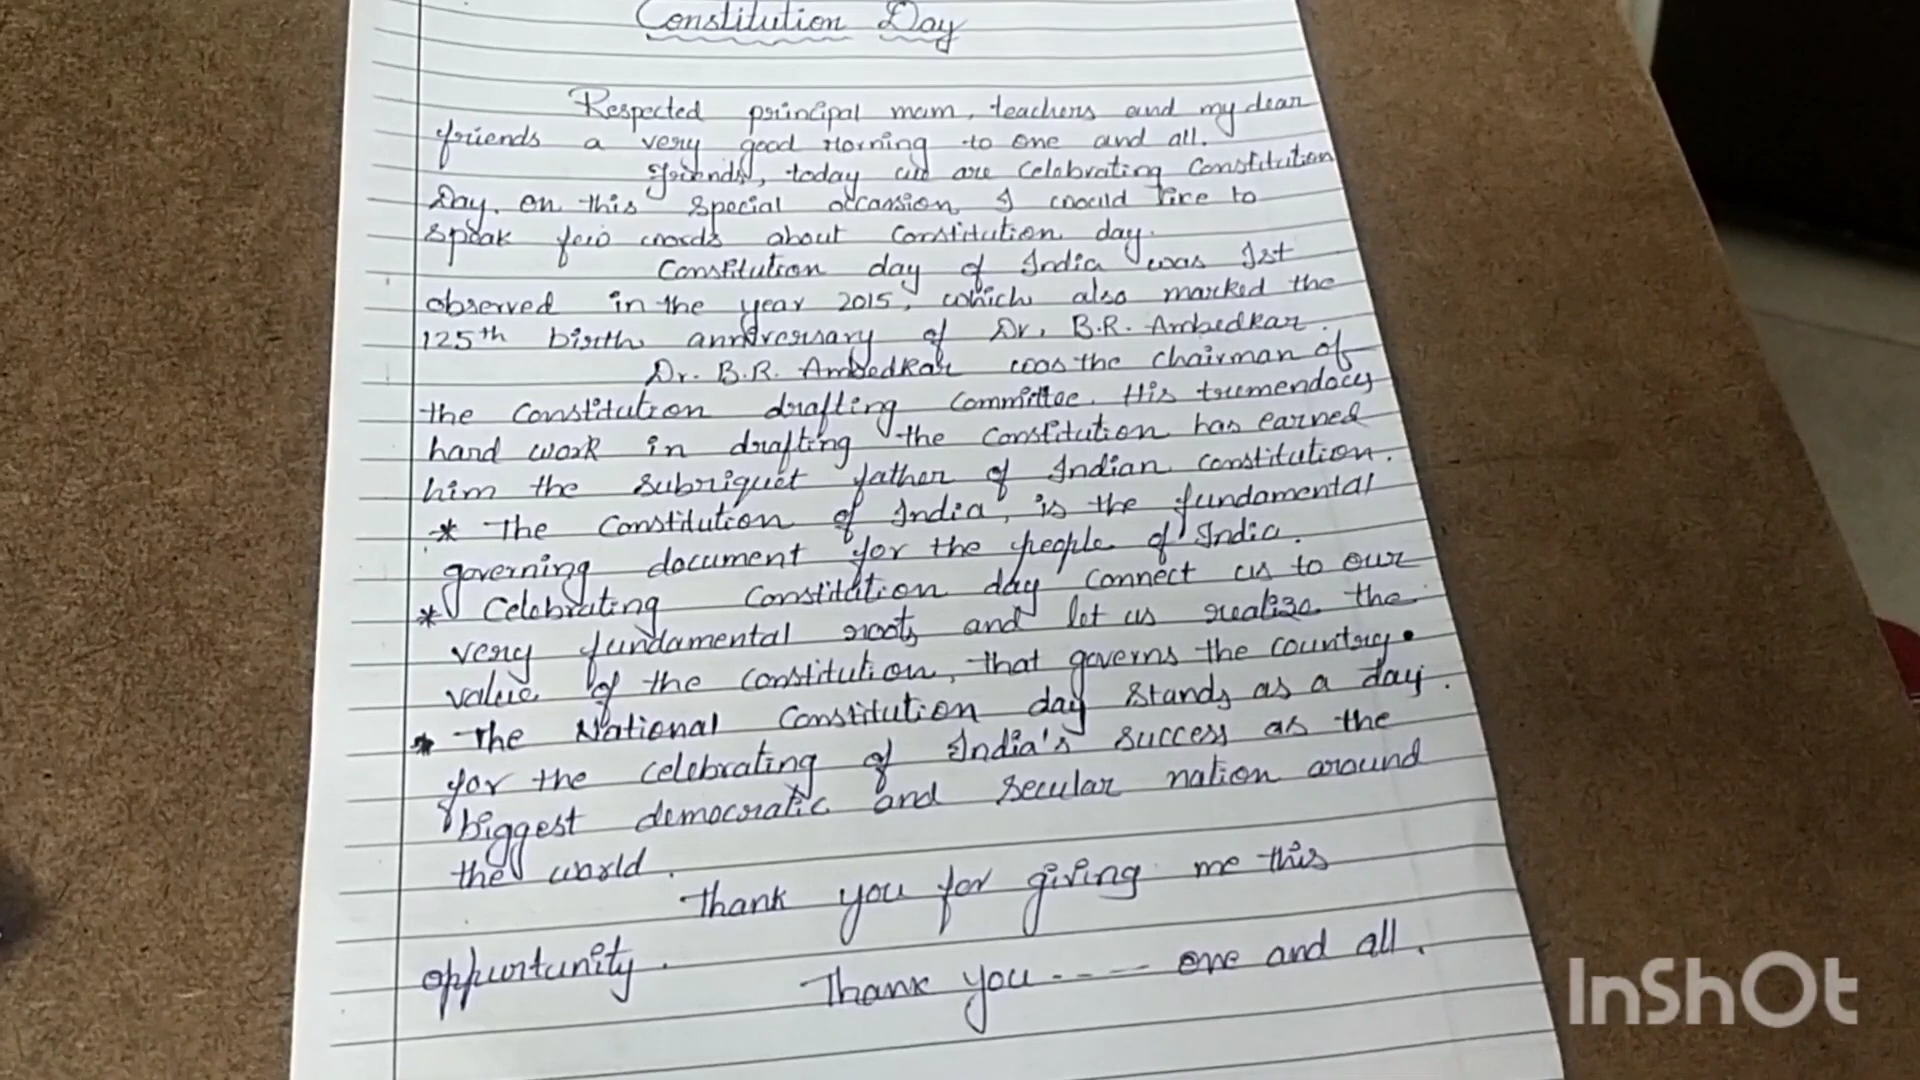 Constitution Day
Respected principal mam, teachers and my dear
friends a very good Morning to one and all.
Friends, today we are Celebrating Constitution
Day. on this special occassion I would like to
speak few words about Constitution day.
Constitution day of India was 1st
observed in the year 2015, which also marked the
125th birth anniversary of Dr. B.R. Ambedkar.
Dr. B.R. Ambedkar was the chairman of
the Constitution drafting Committee. His tremendous
hard work in drafting the Constitution has earned
him the subriquet father of Indian constitution.
* The Constitution of India, is the fundamental
governing document for the people of India.
* Celebrating Constitution day connect us to our
very fundamental roots and let us realize the
value of the constitution, that governs the country.
* The National Constitution day stands as a day.
for the celebrating of India's success as the
biggest democratic and secular nation around
the world.
Thank you for giving me this
oppurtunity.
Thank you ---- one and all.
InShOt